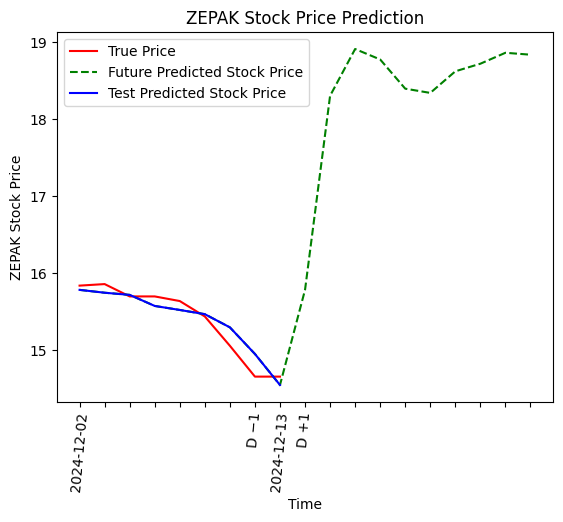 ZEPAK Stock Price Prediction
True Price
Future Predicted Stock Price
Test Predicted Stock Price
ZEPAK Stock Price
19
18
17
16
15
2024-12-02
D −1
2024-12-13
D +1
Time